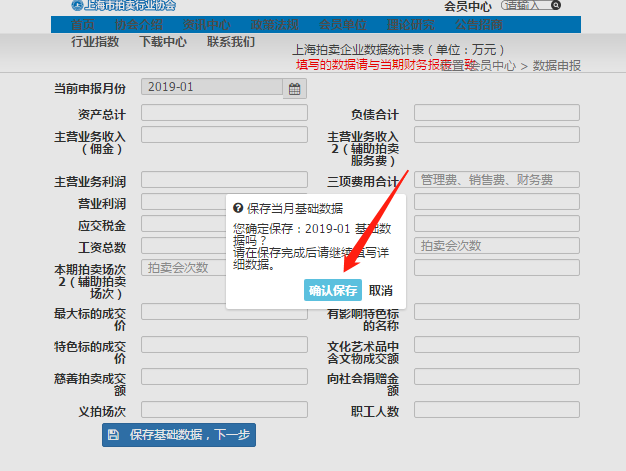 上海市拍卖行业协会
会员中心
请输入
首页 协会介绍 资讯中心 政策法规 会员单位 理论研究 公告招商
行业指数 下载中心 联系我们
上海拍卖企业数据统计表(单位:万元)
填写的数据请与当期财务报表一致
会员中心 > 数据申报
当前申报月份 2019-01
资产总计 负债合计
主营业务收入
(佣金)
主营业务收入
2(辅助拍卖
服务费)
主营业务利润 三项费用合计 管理费、销售费、财务费
营业利润
应交税金
工资总数 拍卖会次数
本期拍卖场次 拍卖会次数
2(辅助拍卖
场次)
保存当月基础数据
您确定保存:2019-01 基础数
据吗?
请在保存完成后请继续填写详
细数据。
确认保存 取消
最大标的成交
价
有影响特色标
的名称
特色标的成交
价
文化艺术品中
含文物成交额
慈善拍卖成交
额
向社会捐赠金
额
义拍场次 职工人数
保存基础数据,下一步